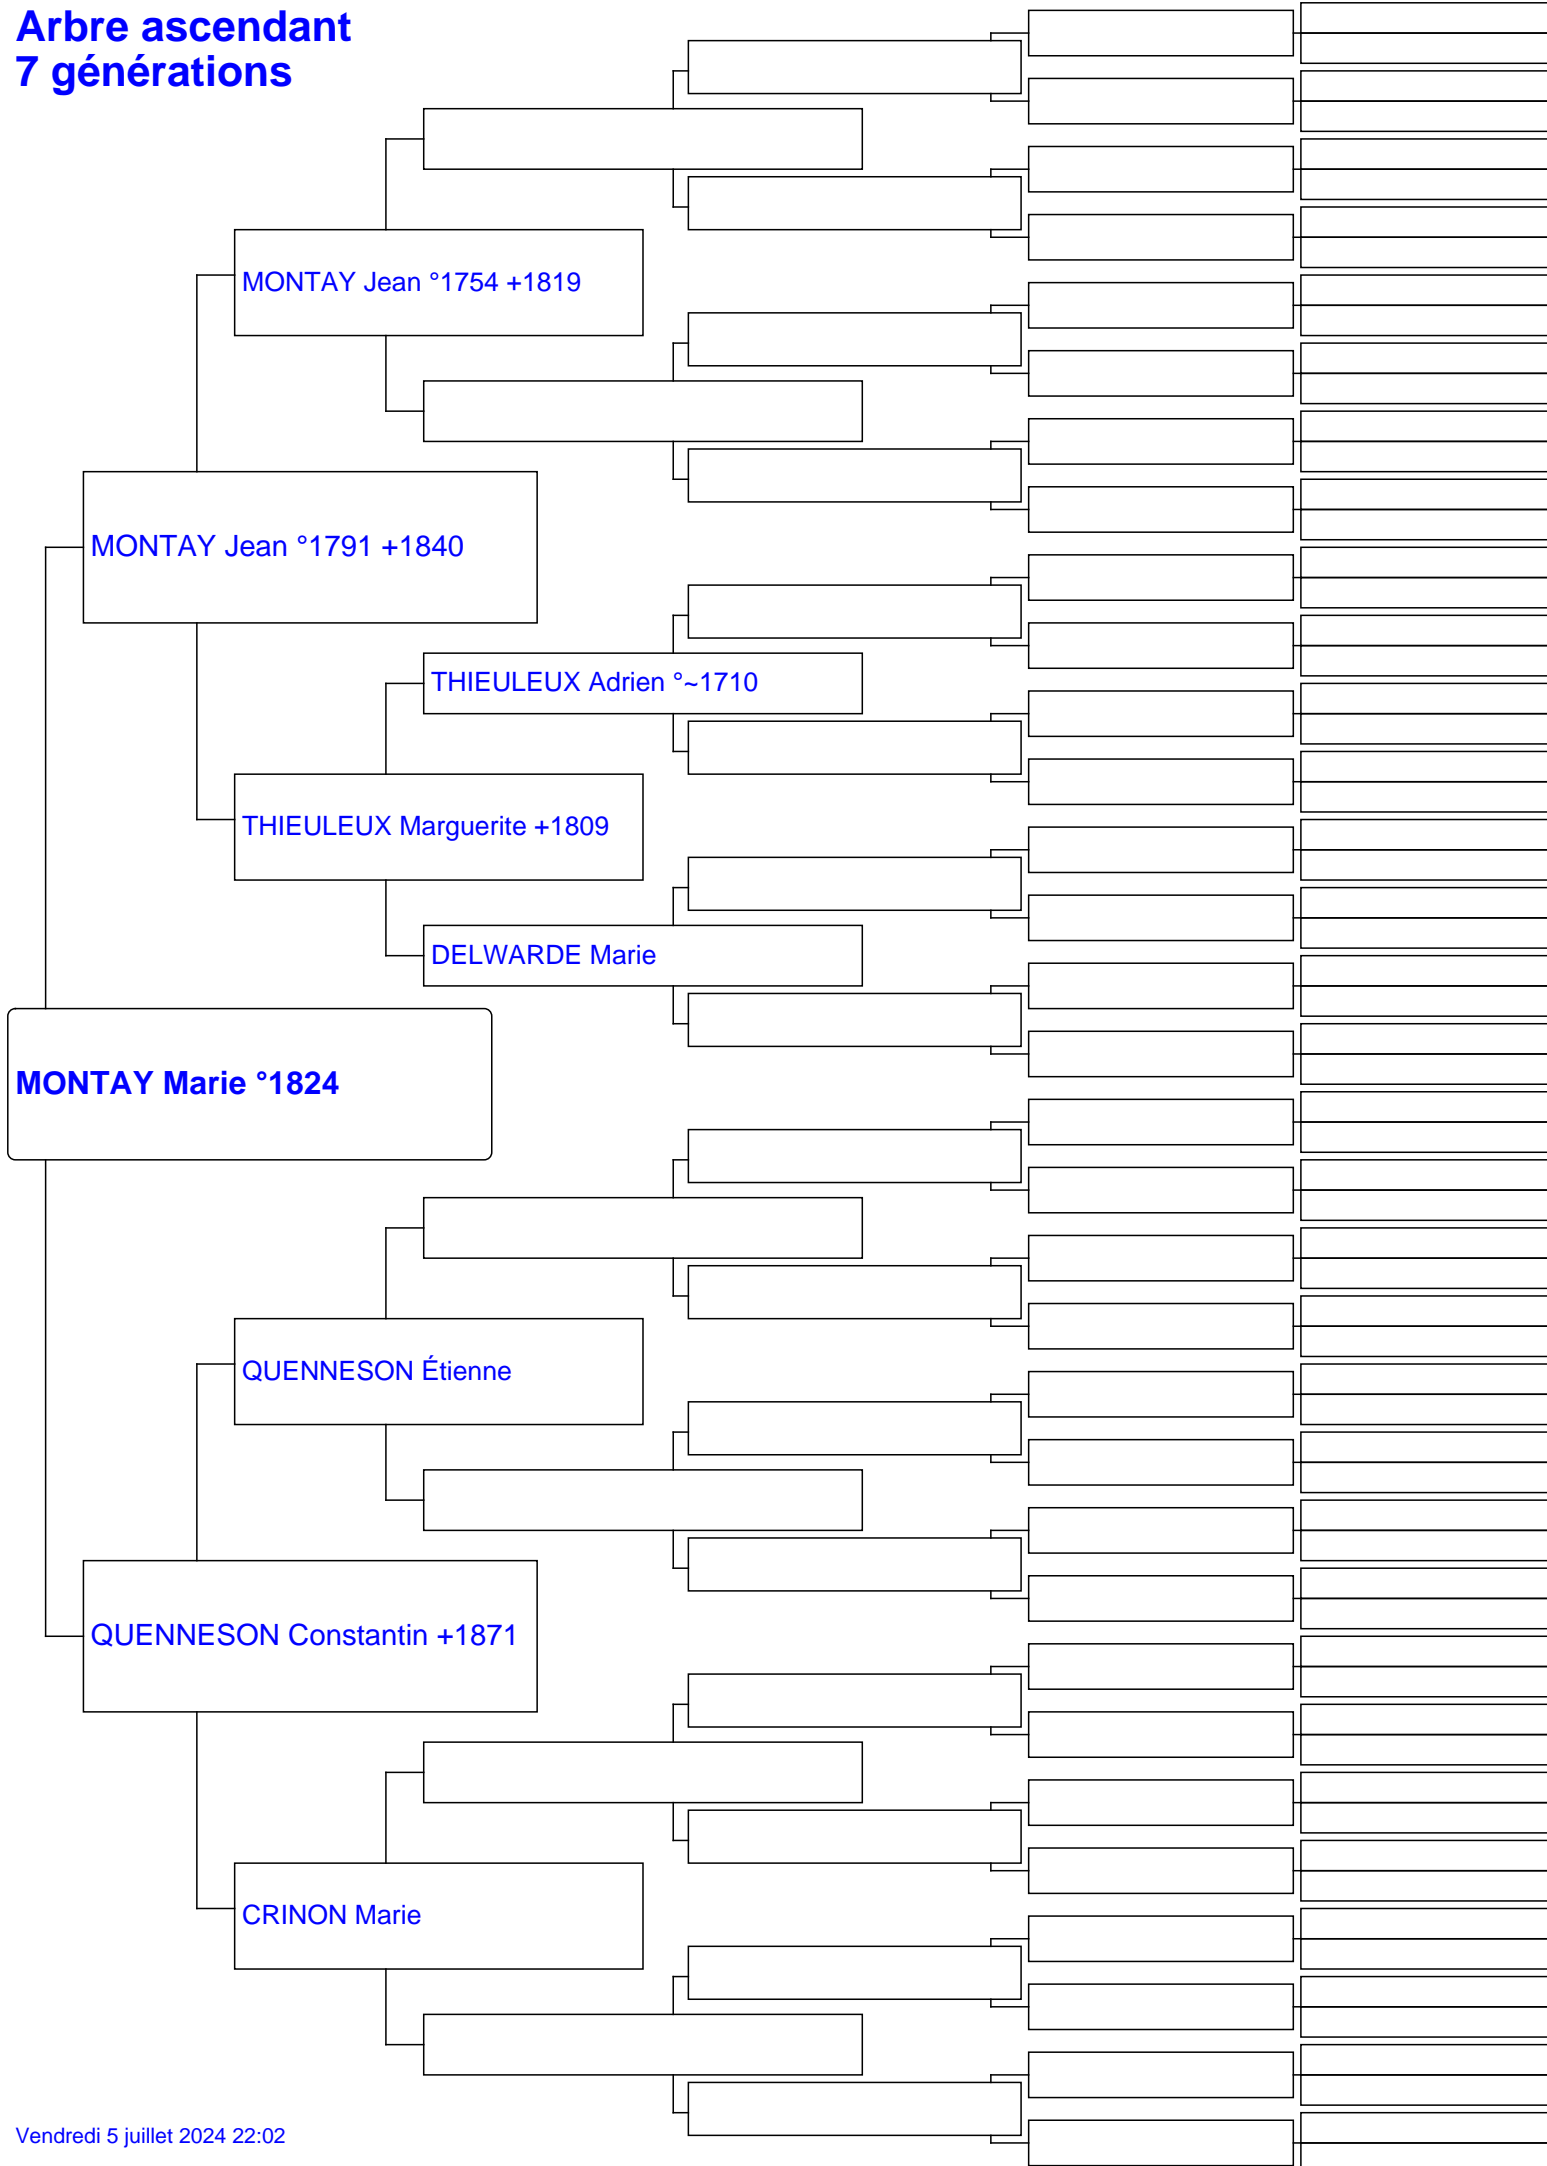 Arbre ascendant
7 générations
MONTAY Jean °1754 +1819
MONTAY Jean °1791 +1840
THIEULEUX Adrien °~1710
THIEULEUX Marguerite +1809
DELWARDE Marie
MONTAY Marie °1824
QUENNESON Étienne
QUENNESON Constantin +1871
CRINON Marie
Vendredi 5 juillet 2024 22:02